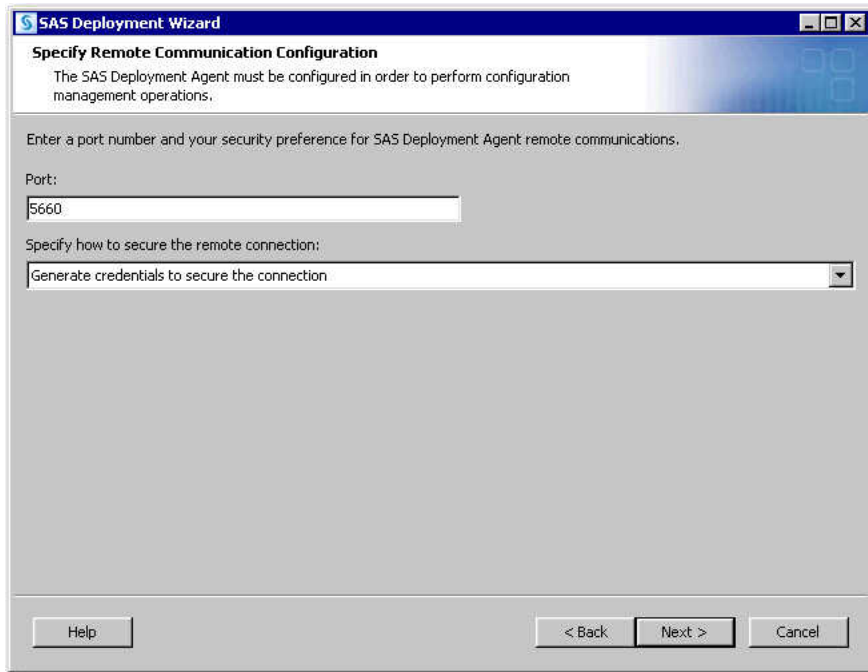 SAS Deployment Wizard
Specify Remote Communication Configuration
The SAS Deployment Agent must be configured in order to perform configuration
management operations.
Enter a port number and your security preference for SAS Deployment Agent remote communications.
Port:
5660
Specify how to secure the remote connection:
Generate credentials to secure the connection
Help
< Back
Next >
Cancel